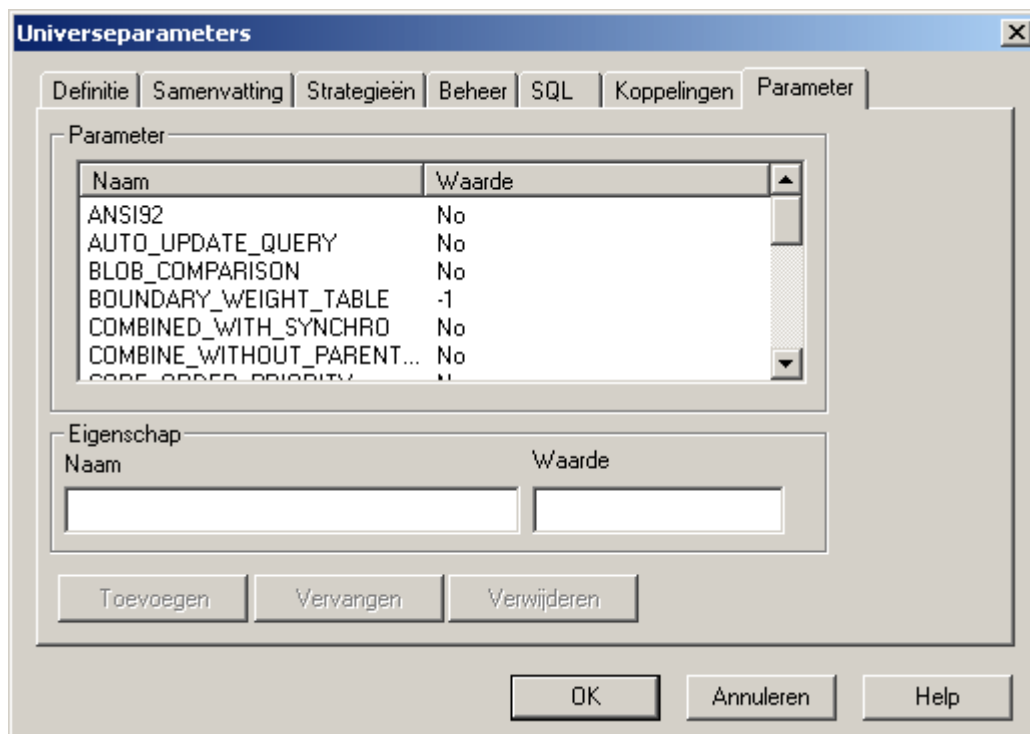 Universeparameters
Definitie Samenvatting Strategieën Beheer SQL Koppelingen Parameter
Parameter
Naam Waarde
ANSI92 No
AUTO_UPDATE_QUERY No
BLOB_COMPARISON No
BOUNDARY_WEIGHT_TABLE -1
COMBINED_WITH_SYNCHRO No
COMBINE_WITHOUT_PARENT... No
Eigenschap
Naam Waarde
Toevoegen Vervangen Verwijderen
OK Annuleren Help